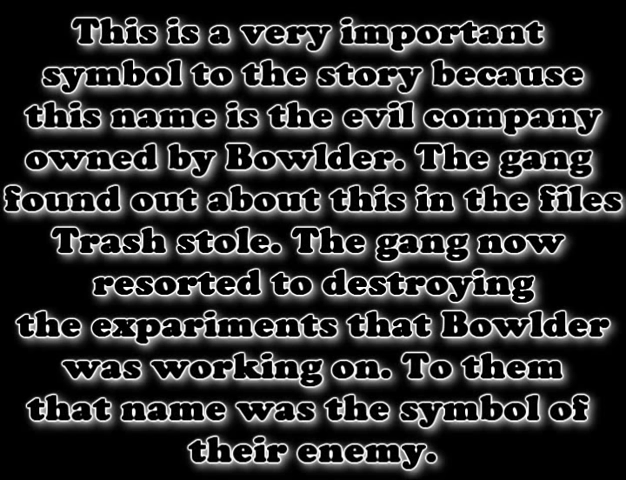 This is a very important
symbol to the story because
this name is the evil company
owned by Bowlder. The gang
found out about this in the files
Trash stole. The gang now
resorted to destroying
the expariments that Bowlder
was working on. To them
that name was the symbol of
their enemy.